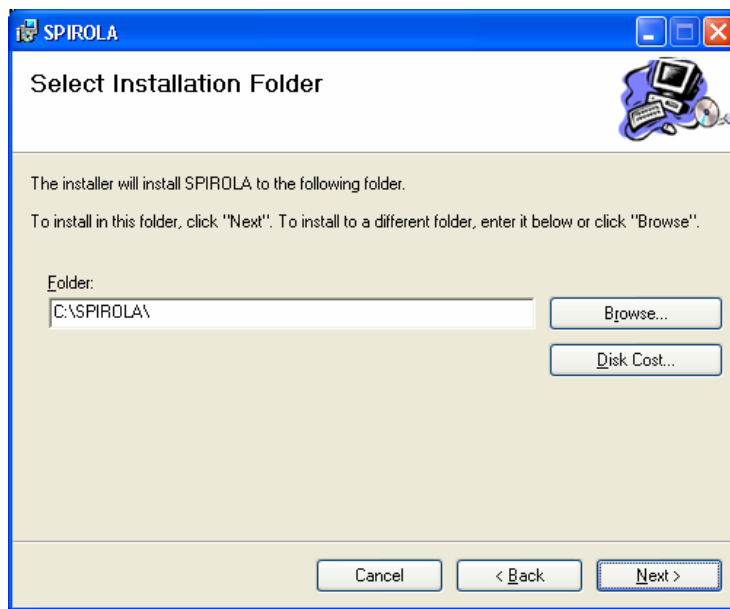 SPIROLA
Select Installation Folder
The installer will install SPIROLA to the following folder.
To install in this folder, click "Next". To install to a different folder, enter it below or click "Browse".
Folder:
C:\SPIROLA\
Browse...
Disk Cost...
Cancel
< Back
Next >